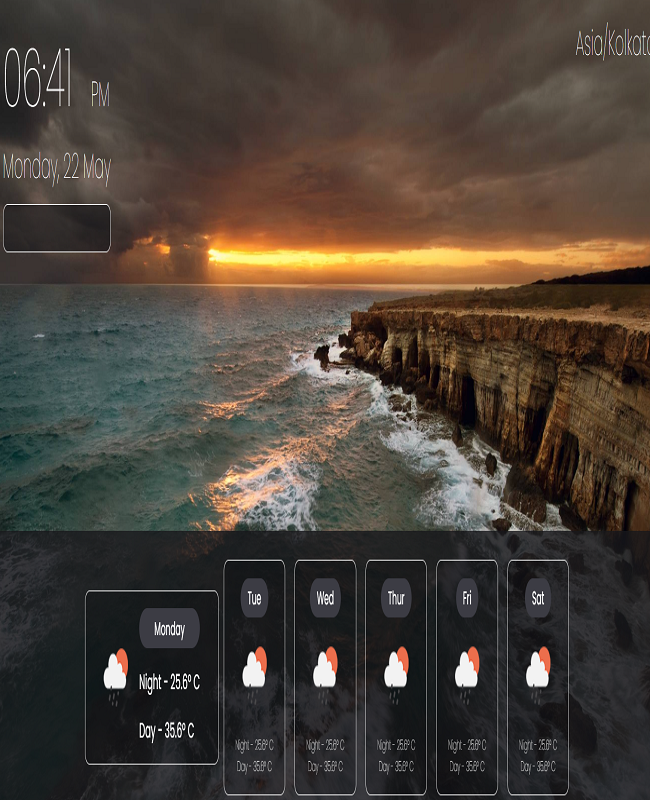 06:41 PM
Asia/Kolkata
Monday, 22 May
Monday
Night - 25.6° C
Day - 35.6° C
Tue
Night - 25.6° C
Day - 35.6° C
Wed
Night - 25.6° C
Day - 35.6° C
Thur
Night - 25.6° C
Day - 35.6° C
Fri
Night - 25.6° C
Day - 35.6° C
Sat
Night - 25.6° C
Day - 35.6° C